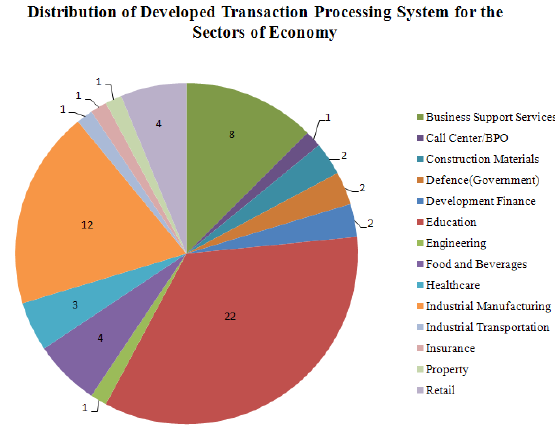 Distribution of Developed Transaction Processing System for the
Sectors of Economy
1
1
1
4
8
1
2
2
2
12
3
4
1
22
Business Support Services
Call Center/BPO
Construction Materials
Defence(Government)
Development Finance
Education
Engineering
Food and Beverages
Healthcare
Industrial Manufacturing
Industrial Transportation
Insurance
Property
Retail